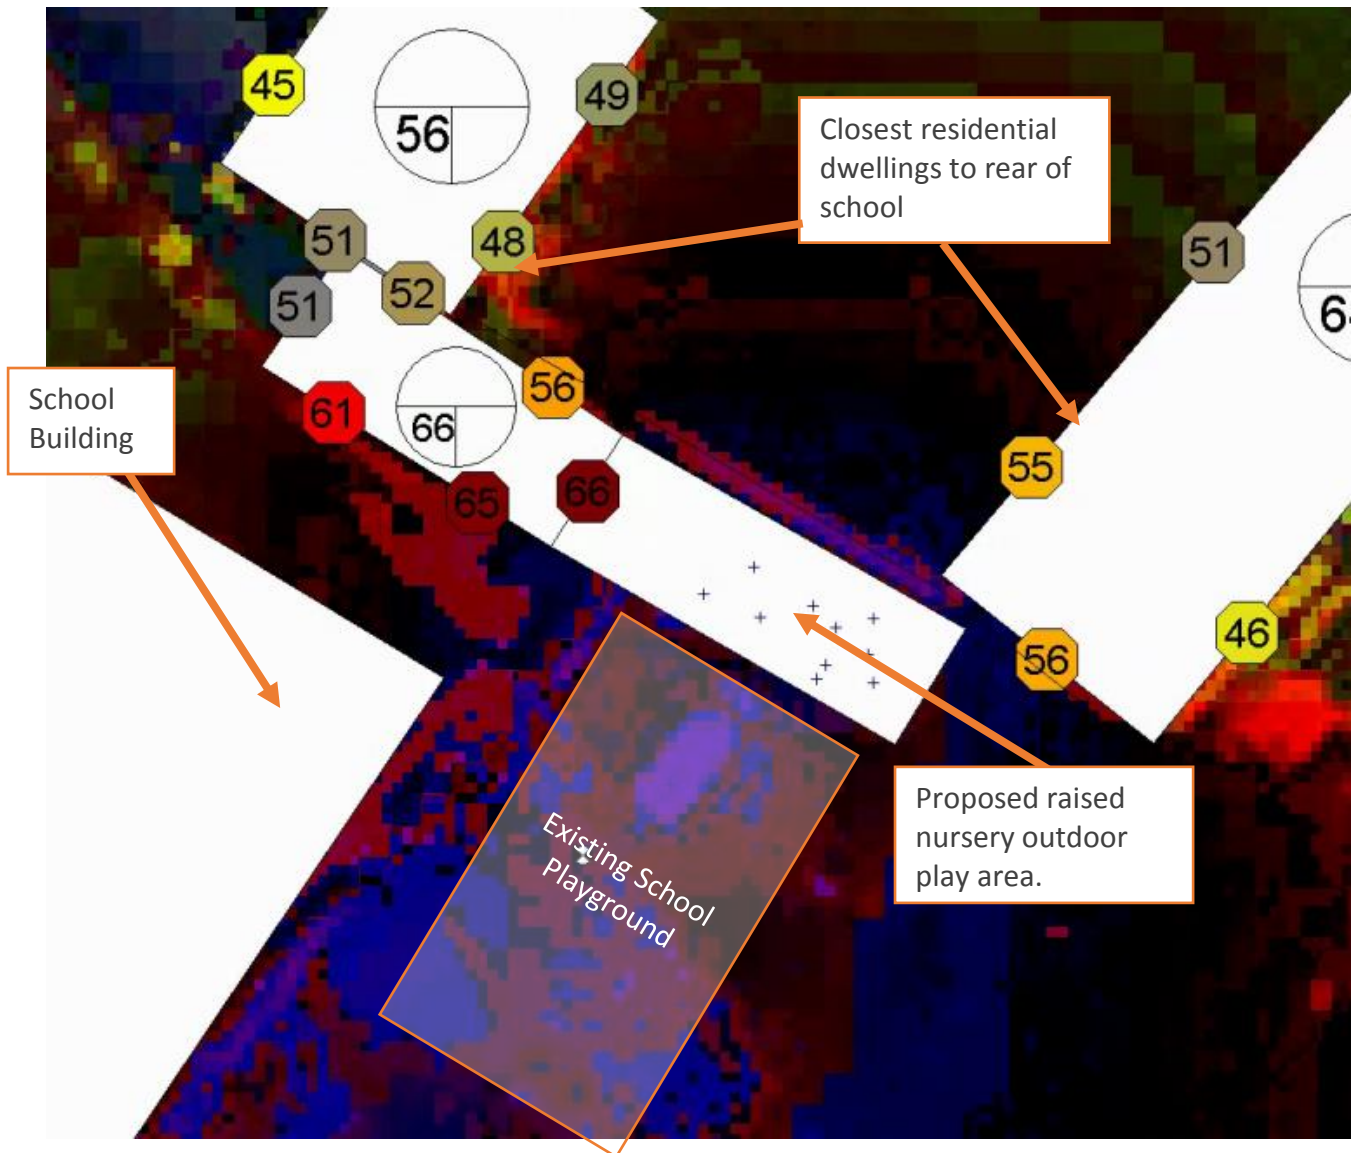 45
49
56
Closest residential
dwellings to rear of
school
51
48
51
51
52
6
School
Building
56
61
66
55
65
66
46
56
Proposed raised
nursery outdoor
play area.
Existing School
Playground